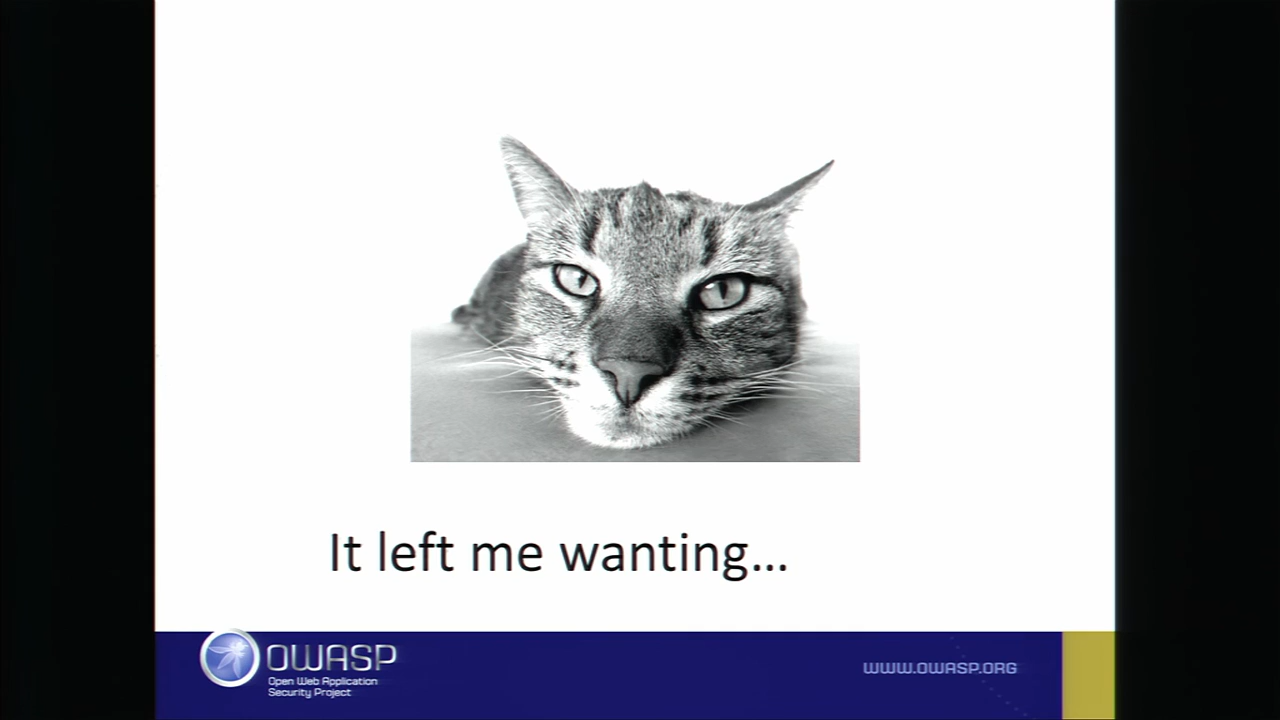 It left me wanting...
OWASP
Open Web Application
Security Project
WWW.OWASP.ORG